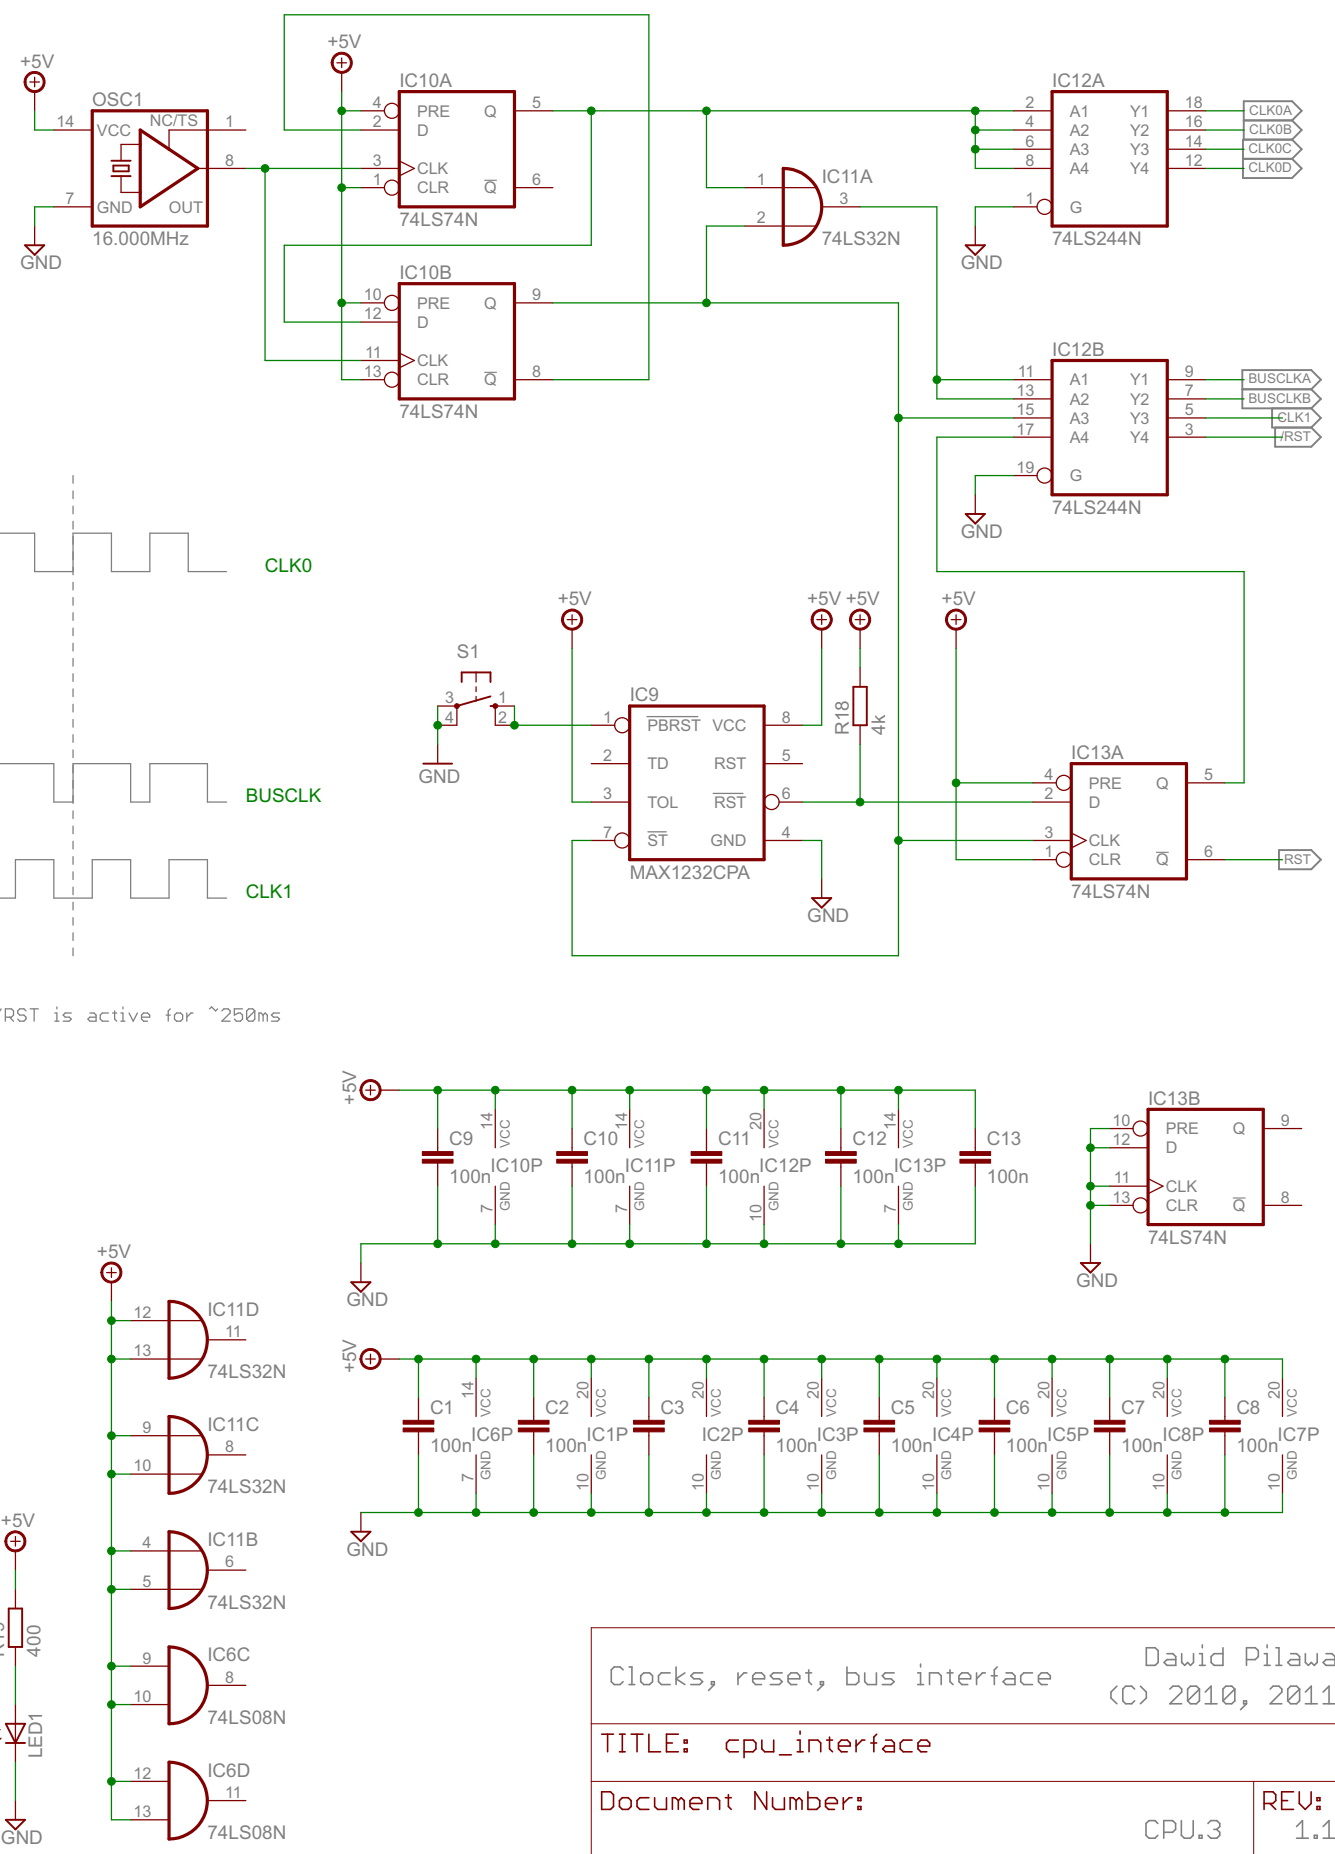 +5V
OSC1
14
VCC
NC/TS
1
8
7
GND
OUT
16.000MHz
GND
+5V
IC10A
4
PRE
Q
5
2
D
3
CLK
1
CLR
Q
6
74LS74N
IC10B
10
PRE
Q
9
12
D
11
CLK
13
CLR
Q
8
74LS74N
1
IC11A
2
3
74LS32N
IC12A
2
A1
Y1
18
CLK0A
4
A2
Y2
16
CLK0B
6
A3
Y3
14
CLK0C
8
A4
Y4
12
CLK0D
1
G
74LS244N
GND
IC12B
11
A1
Y1
9
BUSCLKA
13
A2
Y2
7
BUSCLKB
15
A3
Y3
5
CLK1
17
A4
Y4
3
/RST
19
G
74LS244N
GND
CLK0
BUSCLK
CLK1
/RST is active for ~250ms
S1
3
4
1
2
GND
+5V
IC9
1
PBRST
VCC
8
2
TD
RST
5
3
TOL
RST
6
7
ST
GND
4
MAX1232CPA
+5V
+5V
R18
4k
GND
+5V
IC13A
4
PRE
Q
5
2
D
3
CLK
1
CLR
Q
6
RST
74LS74N
+5V
C9
100n
14
VCC
IC10P
7
GND
C10
100n
14
VCC
IC11P
7
GND
C11
100n
20
VCC
IC12P
10
GND
C12
100n
14
VCC
IC13P
7
GND
C13
100n
GND
IC13B
10
PRE
Q
9
12
D
11
CLK
13
CLR
Q
8
74LS74N
GND
+5V
12
IC11D
11
13
74LS32N
9
IC11C
8
10
74LS32N
4
IC11B
6
5
74LS32N
9
IC6C
8
10
74LS08N
12
IC6D
11
13
74LS08N
+5V
400
LED1
GND
+5V
C1
100n
14
VCC
IC6P
7
GND
C2
100n
20
VCC
IC1P
10
GND
C3
20
VCC
IC2P
10
GND
C4
100n
20
VCC
IC3P
10
GND
C5
100n
20
VCC
IC4P
10
GND
C6
100n
20
VCC
IC5P
10
GND
C7
100n
20
VCC
IC8P
10
GND
C8
100n
20
VCC
IC7P
10
GND
GND
Clocks, reset, bus interface
Dawid Pilawa
(C) 2010, 2011
TITLE: cpu_interface
Document Number:
CPU.3
REV:
1.1